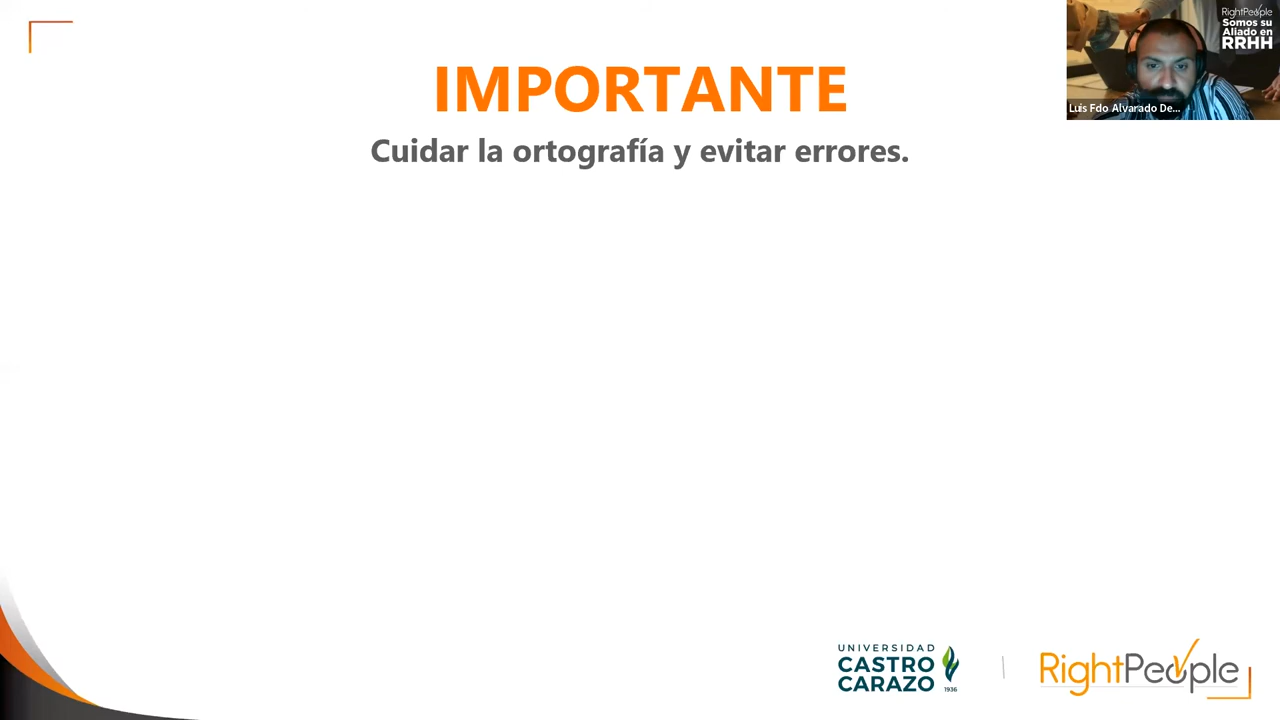 IMPORTANTE
Cuidar la ortografía y evitar errores.
RightPeople
Somos su
Aliado en
RRHH
Luis Fdo Alvarado De...
UNIVERSIDAD
CASTRO
CARAZO
1936
RightPeople